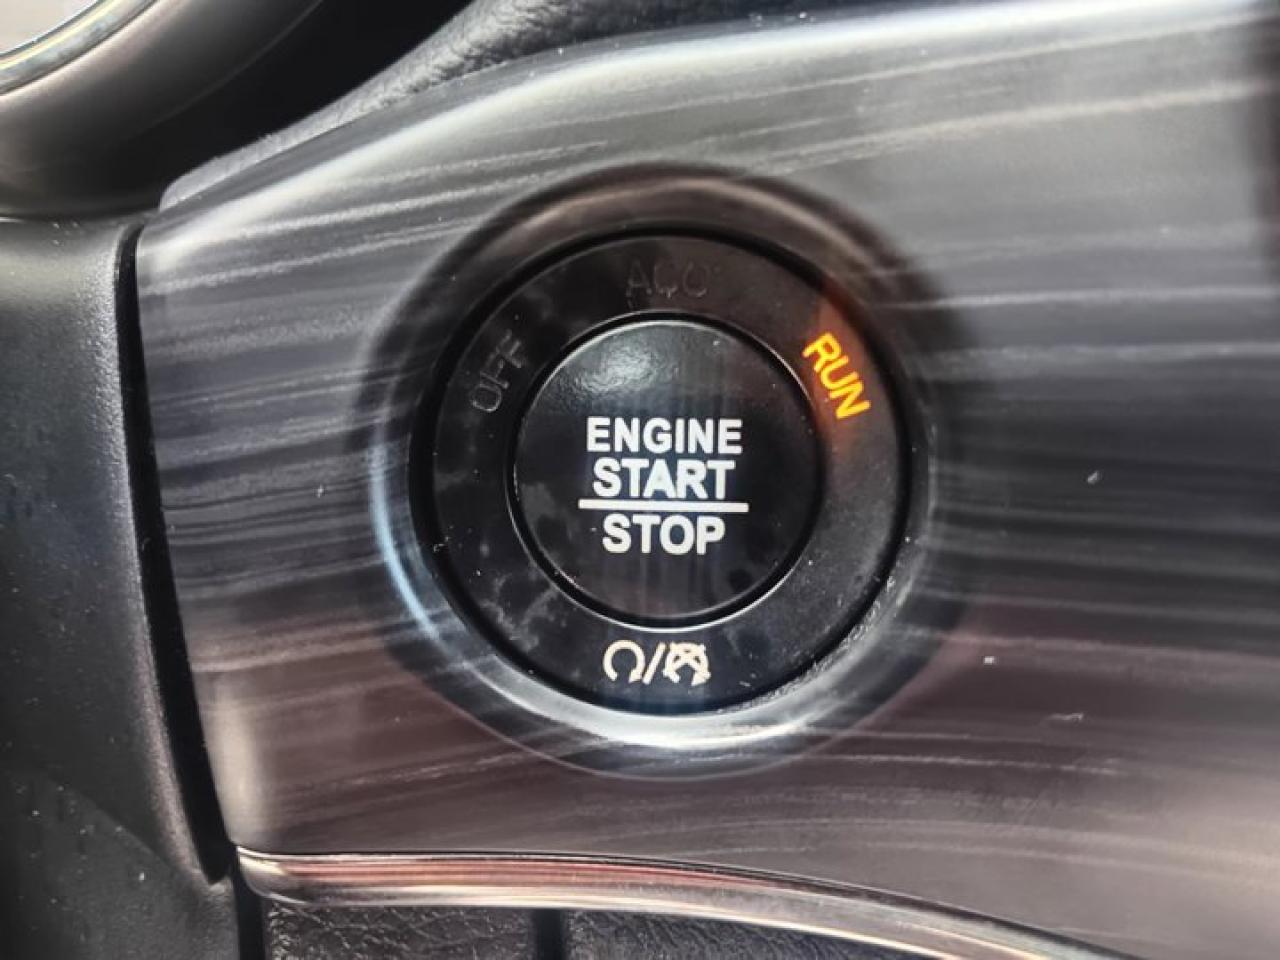 ACC
OFF
RUN
ENGINE
START
STOP